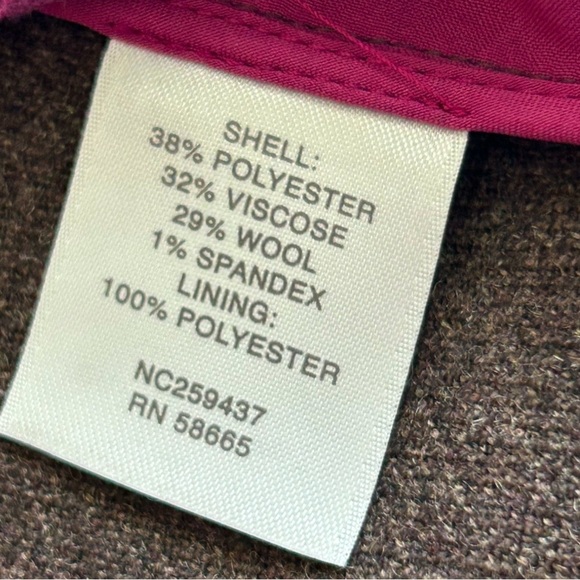 SHELL:
38% POLYESTER
32% VISCOSE
29% WOOL
1% SPANDEX
LINING:
100% POLYESTER
NC259437
RN 58665